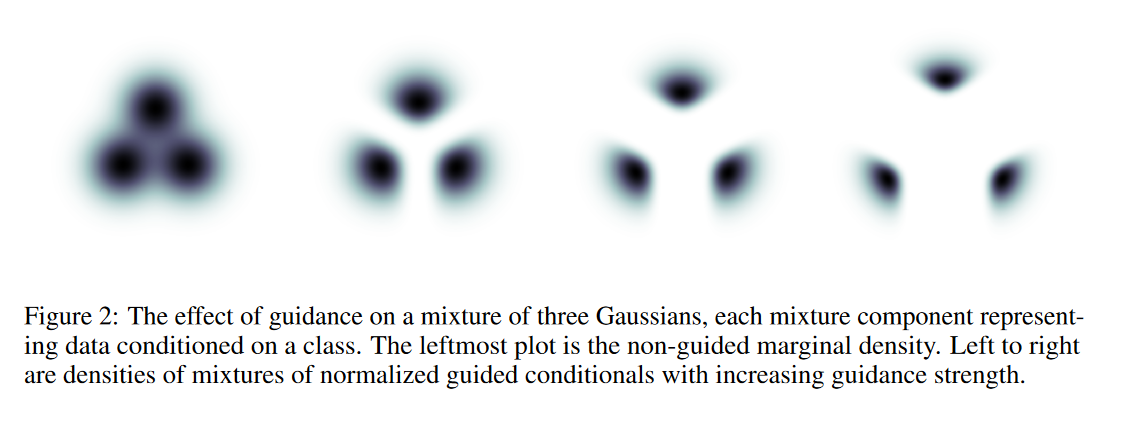 Figure 2: The effect of guidance on a mixture of three Gaussians, each mixture component represent-
ing data conditioned on a class. The leftmost plot is the non-guided marginal density. Left to right
are densities of mixtures of normalized guided conditionals with increasing guidance strength.